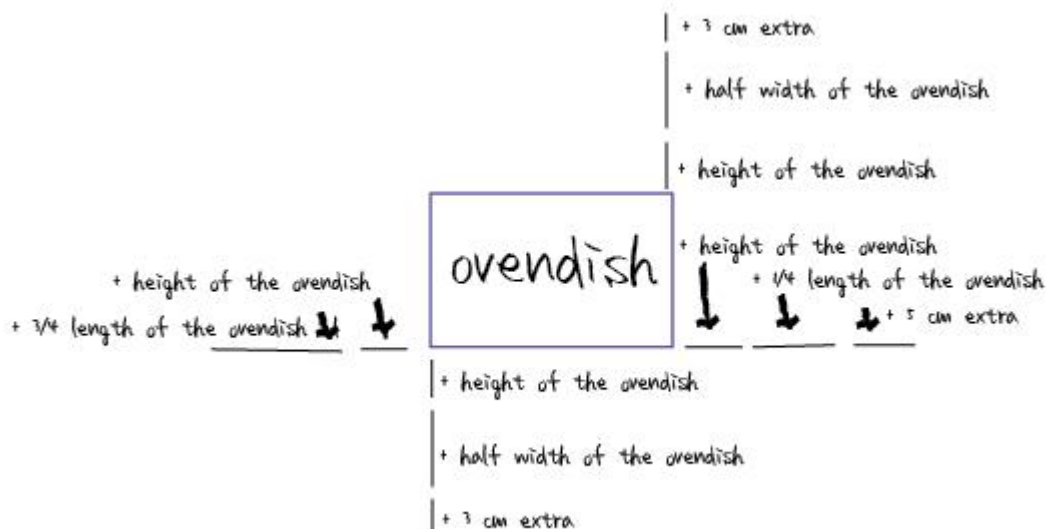 + 3 cm extra
+ half width of the ovendish
+ height of the ovendish
ovendish
+ height of the ovendish
+ height of the ovendish
+ 1/4 length of the ovendish
+ 3/4 length of the ovendish
+ 5 cm extra
+ height of the ovendish
+ half width of the ovendish
+ 3 cm extra